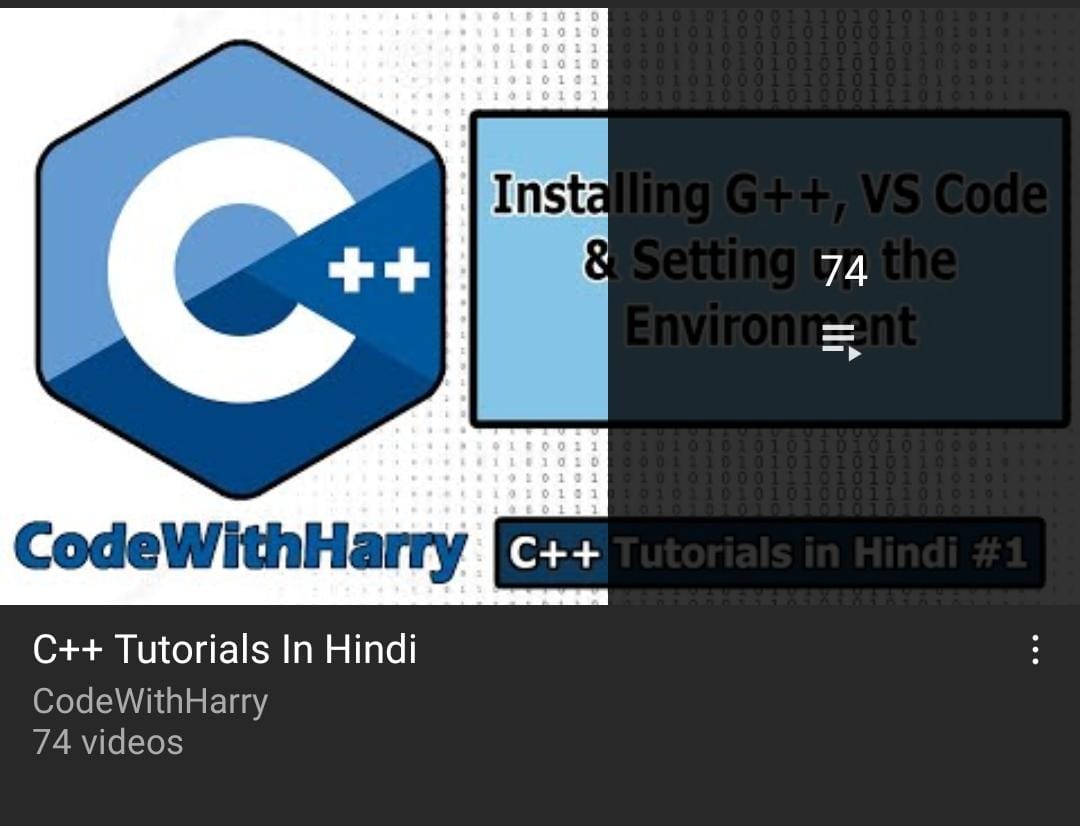 C++
Installing G++, VS Code
& Setting up the
Environment
74
CodeWithHarry
C++ Tutorials in Hindi #1
C++ Tutorials In Hindi
CodeWithHarry
74 videos